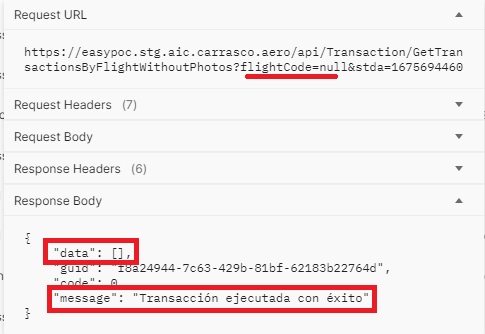 Request URL
https://easypoc.stg.aic.carrasco.aero/api/Transaction/GetTran
sactionsByFlightWithoutPhotos?flightCode=null&stda=1675694460
Request Headers (7)
Request Body
Response Headers (6)
Response Body
{
"data": [],
"guid": "f8a24944-7c63-429b-81bf-62183b22764d",
"code": 0,
"message": "Transacción ejecutada con éxito"
}